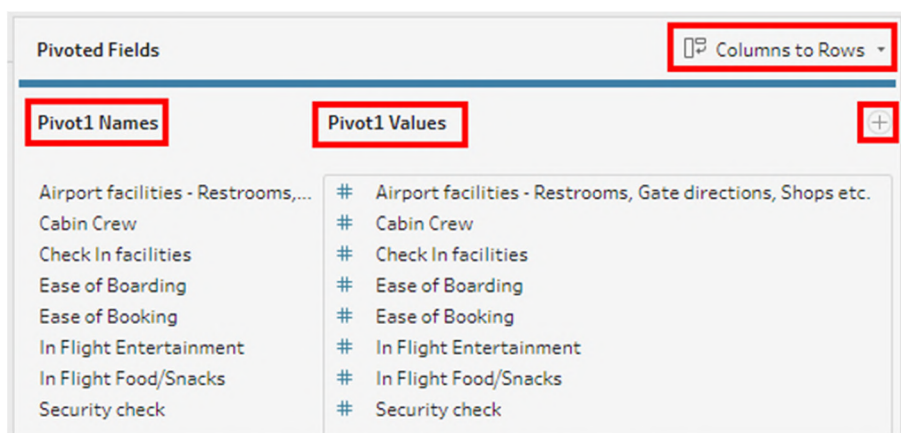 Pivoted Fields Columns to Rows
Pivot1 Names Pivot1 Values
Airport facilities - Restrooms,... # Airport facilities - Restrooms, Gate directions, Shops etc.
Cabin Crew # Cabin Crew
Check In facilities # Check In facilities
Ease of Boarding # Ease of Boarding
Ease of Booking # Ease of Booking
In Flight Entertainment # In Flight Entertainment
In Flight Food/Snacks # In Flight Food/Snacks
Security check # Security check